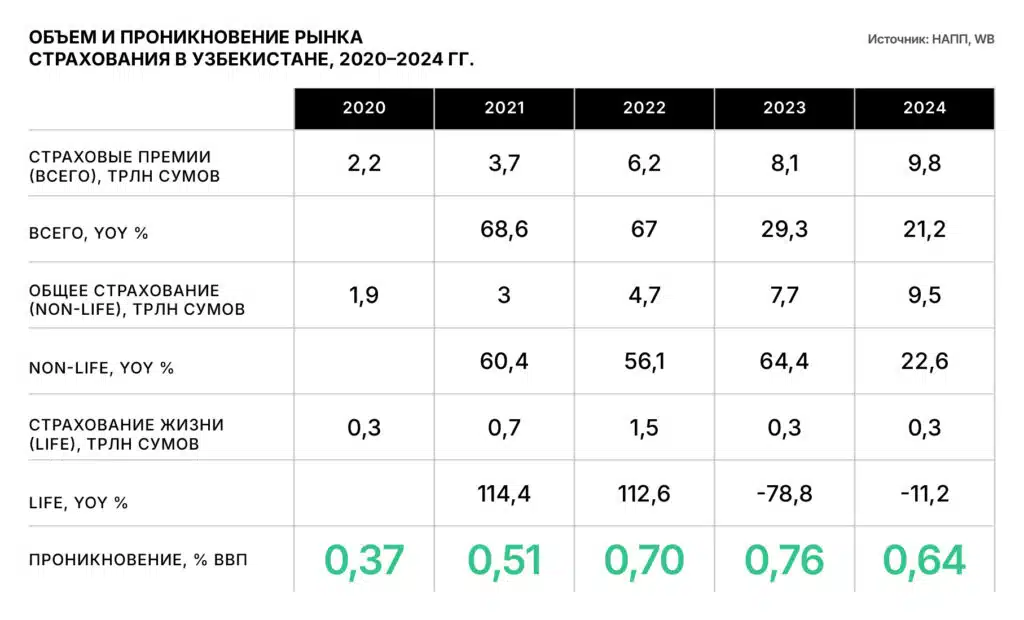 ОБЪЕМ И ПРОНИКНОВЕНИЕ РЫНКА
СТРАХОВАНИЯ В УЗБЕКИСТАНЕ, 2020–2024 ГГ.
Источник: НАПП, WB
2020 2021 2022 2023 2024
СТРАХОВЫЕ ПРЕМИИ
(ВСЕГО), ТРЛН СУМОВ
2,2 3,7 6,2 8,1 9,8
ВСЕГО, YOY % 68,6 67 29,3 21,2
ОБЩЕЕ СТРАХОВАНИЕ
(NON-LIFE), ТРЛН СУМОВ
1,9 3 4,7 7,7 9,5
NON-LIFE, YOY % 60,4 56,1 64,4 22,6
СТРАХОВАНИЕ ЖИЗНИ
(LIFE), ТРЛН СУМОВ
0,3 0,7 1,5 0,3 0,3
LIFE, YOY % 114,4 112,6 -78,8 -11,2
ПРОНИКНОВЕНИЕ, % ВВП 0,37 0,51 0,70 0,76 0,64